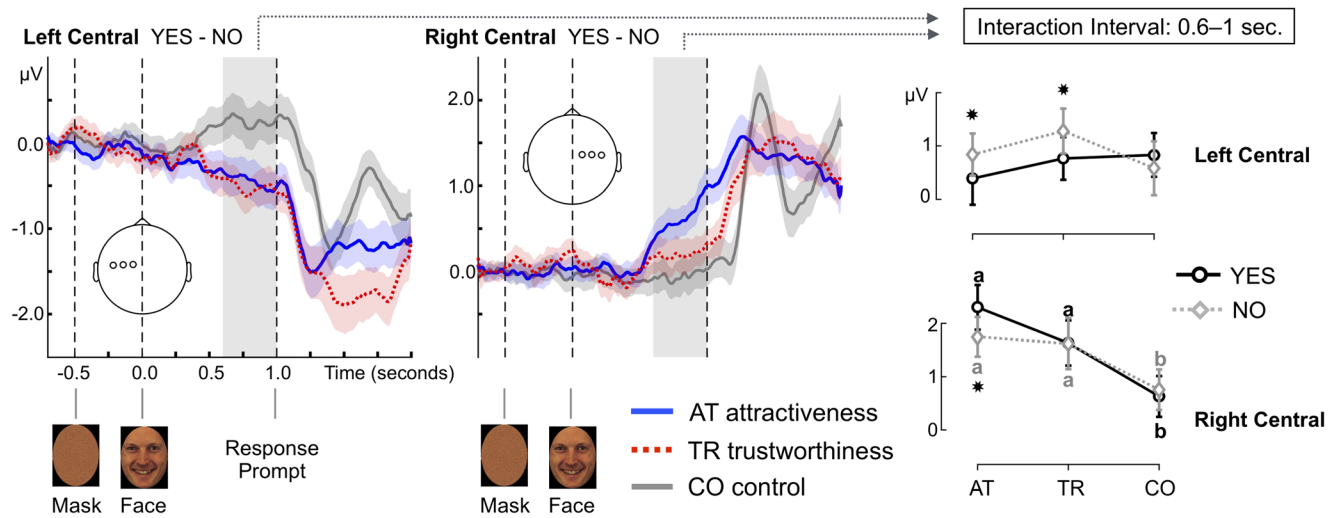 Left Central YES - NO
Right Central YES - NO
Interaction Interval: 0.6–1 sec.
µV
0.0
-1.0
-2.0
-0.5
0.0
0.5
1.0
Time (seconds)
Mask
Face
Response
Prompt
2.0
1.0
0.0
Mask
Face
AT attractiveness
TR trustworthiness
CO control
µV
1
0
✷
✷
Left Central
YES
NO
2
1
0
a
a
a
a
b
b
✷
Right Central
AT
TR
CO